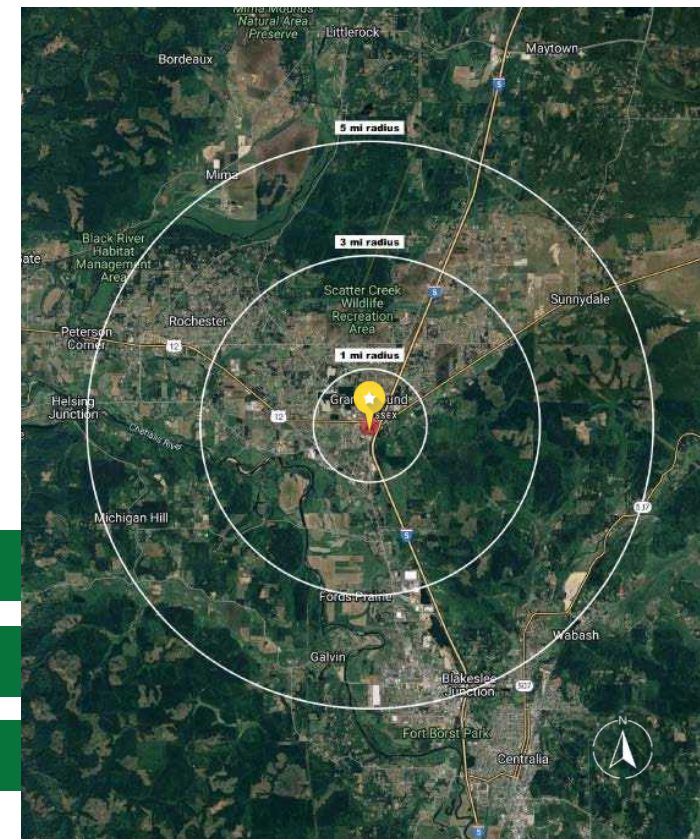 Mima Mounds
Natural Area
Preserve
Littlerock
Bordeaux
Maytown
5
5 mi radius
Mima
3 mi radius
Black River
Habitat
Management
Area
Scatter Creek
Wildlife
Recreation
Area
5
Sunnydale
Rochester
Peterson
Corner
12
1 mi radius
Helsing
Junction
12
Chehalis River
Michigan Hill
507
5
Fords Prairie
Galvin
Wabash
Blakeslee
Junction
507
Fort Borst Park
N
Centralia
5